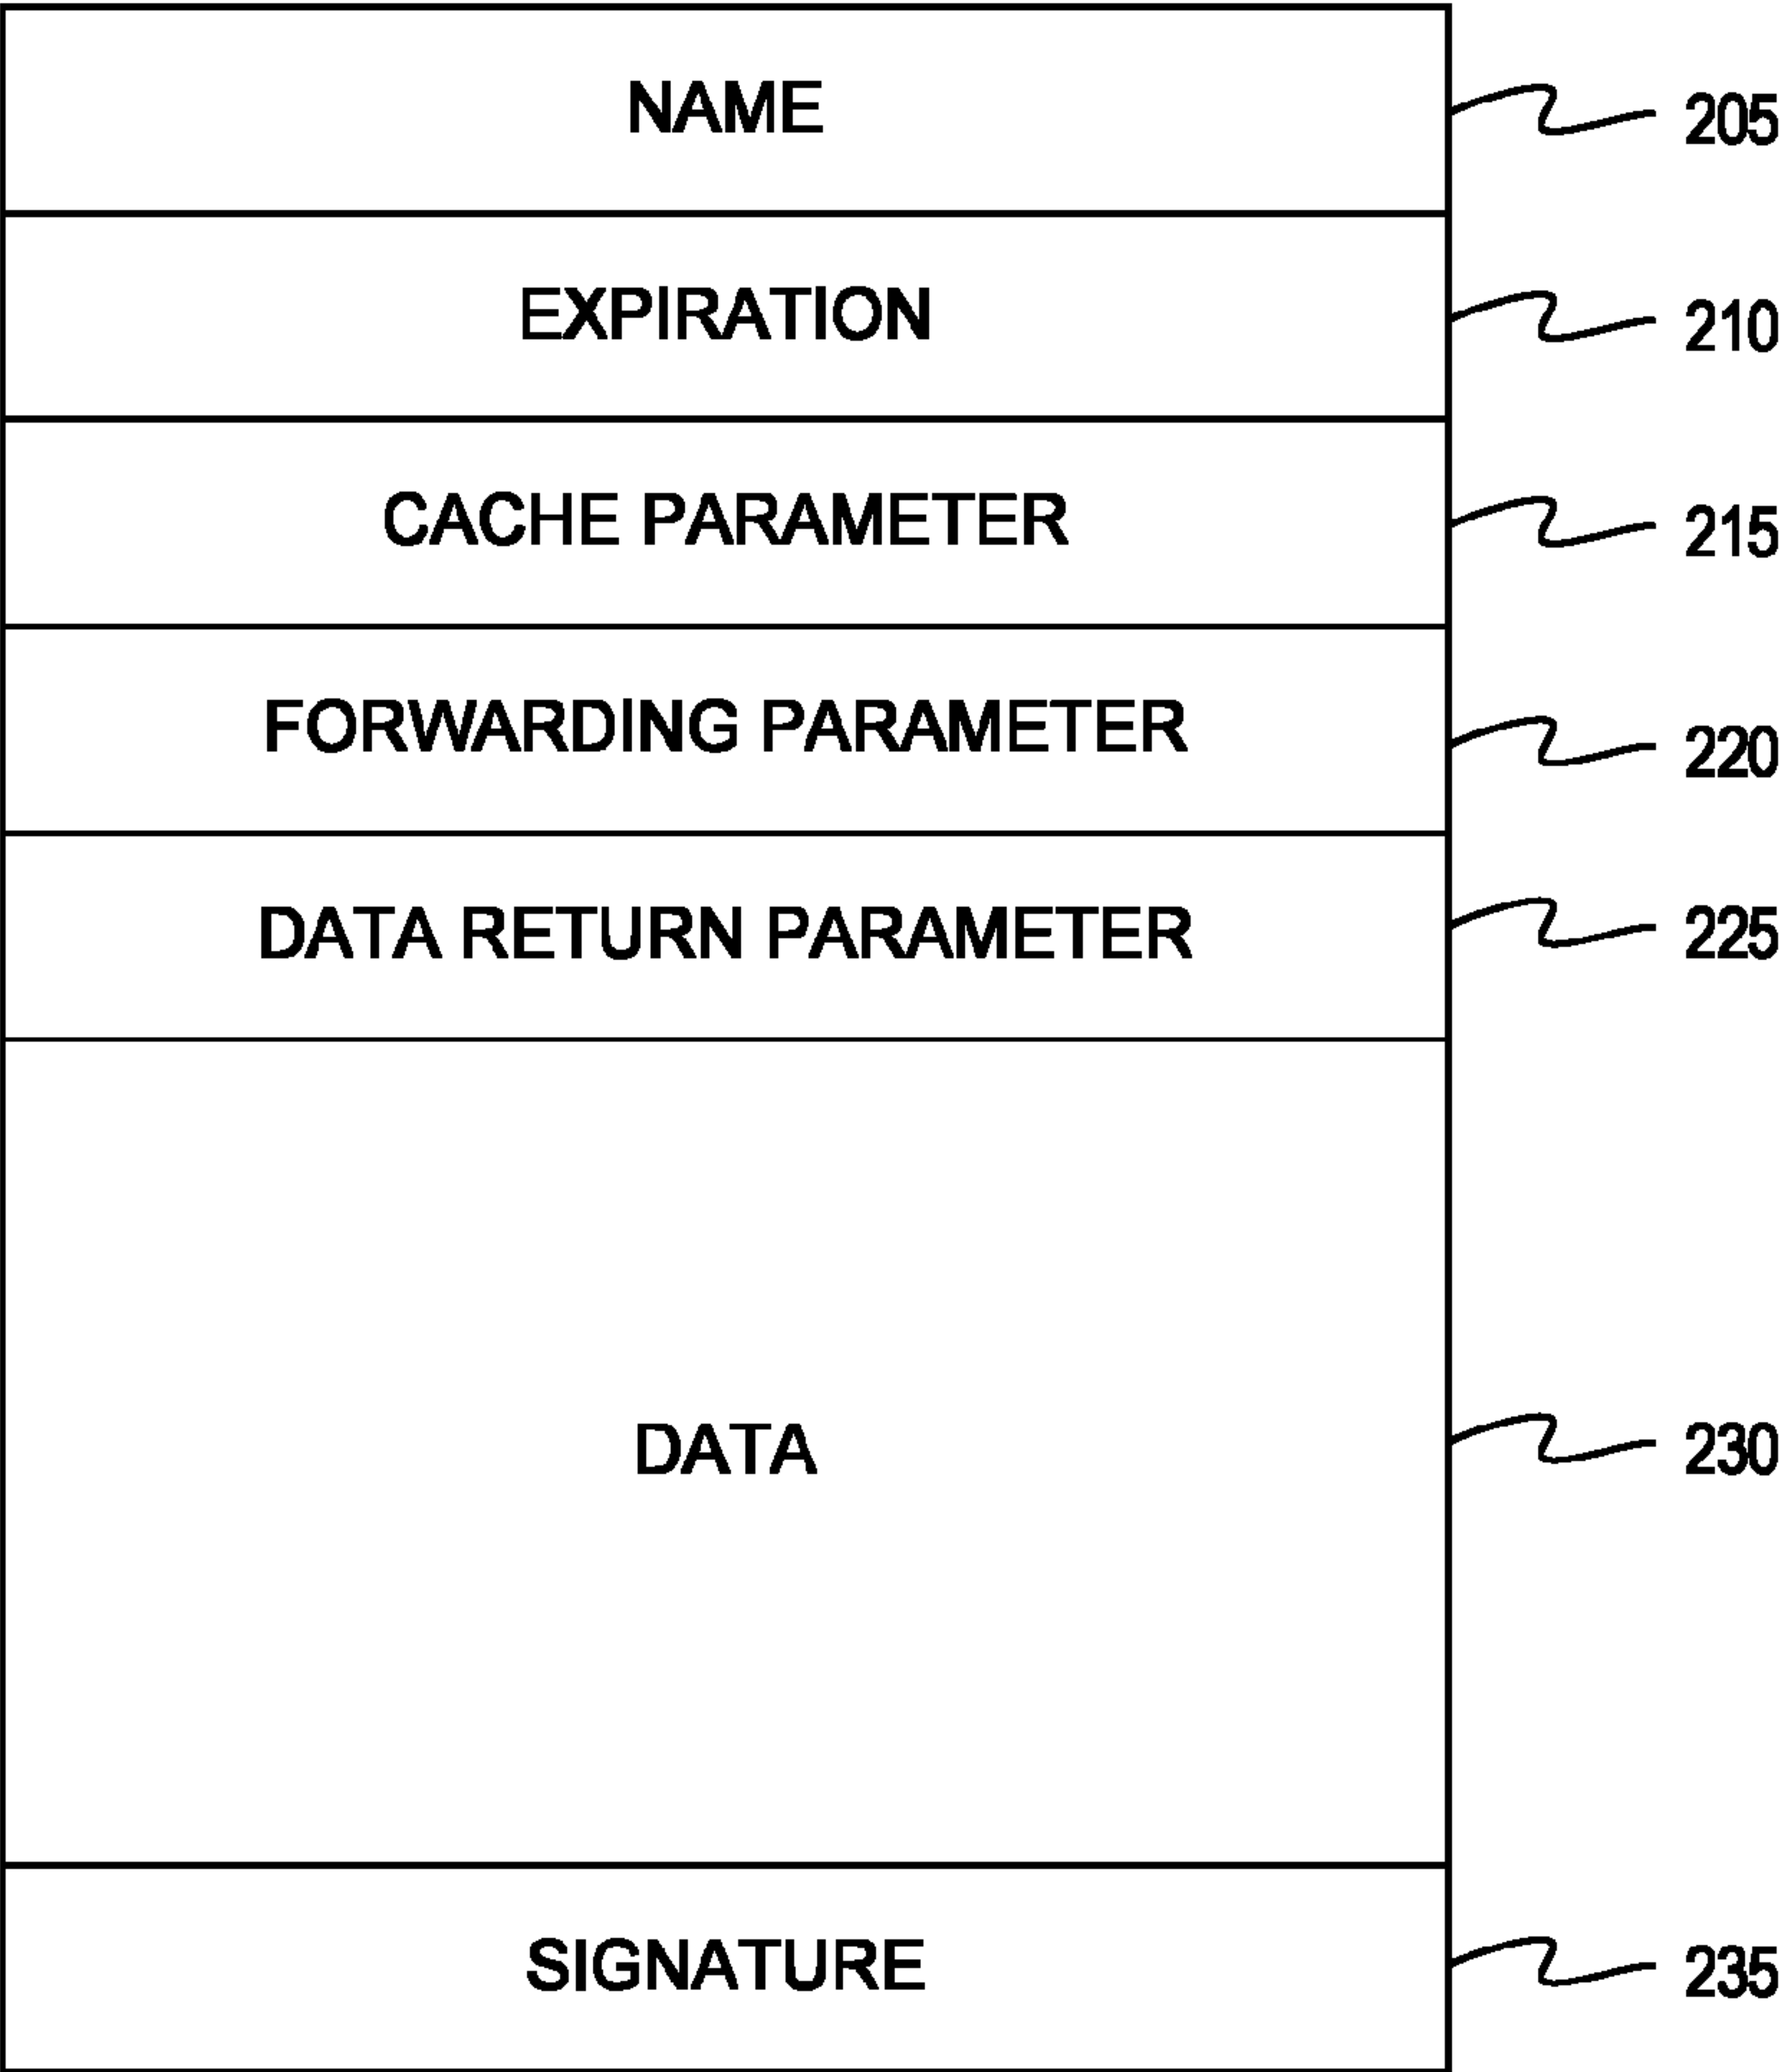 NAME 205
EXPIRATION 210
CACHE PARAMETER 215
FORWARDING PARAMETER 220
DATA RETURN PARAMETER 225
DATA 230
SIGNATURE 235